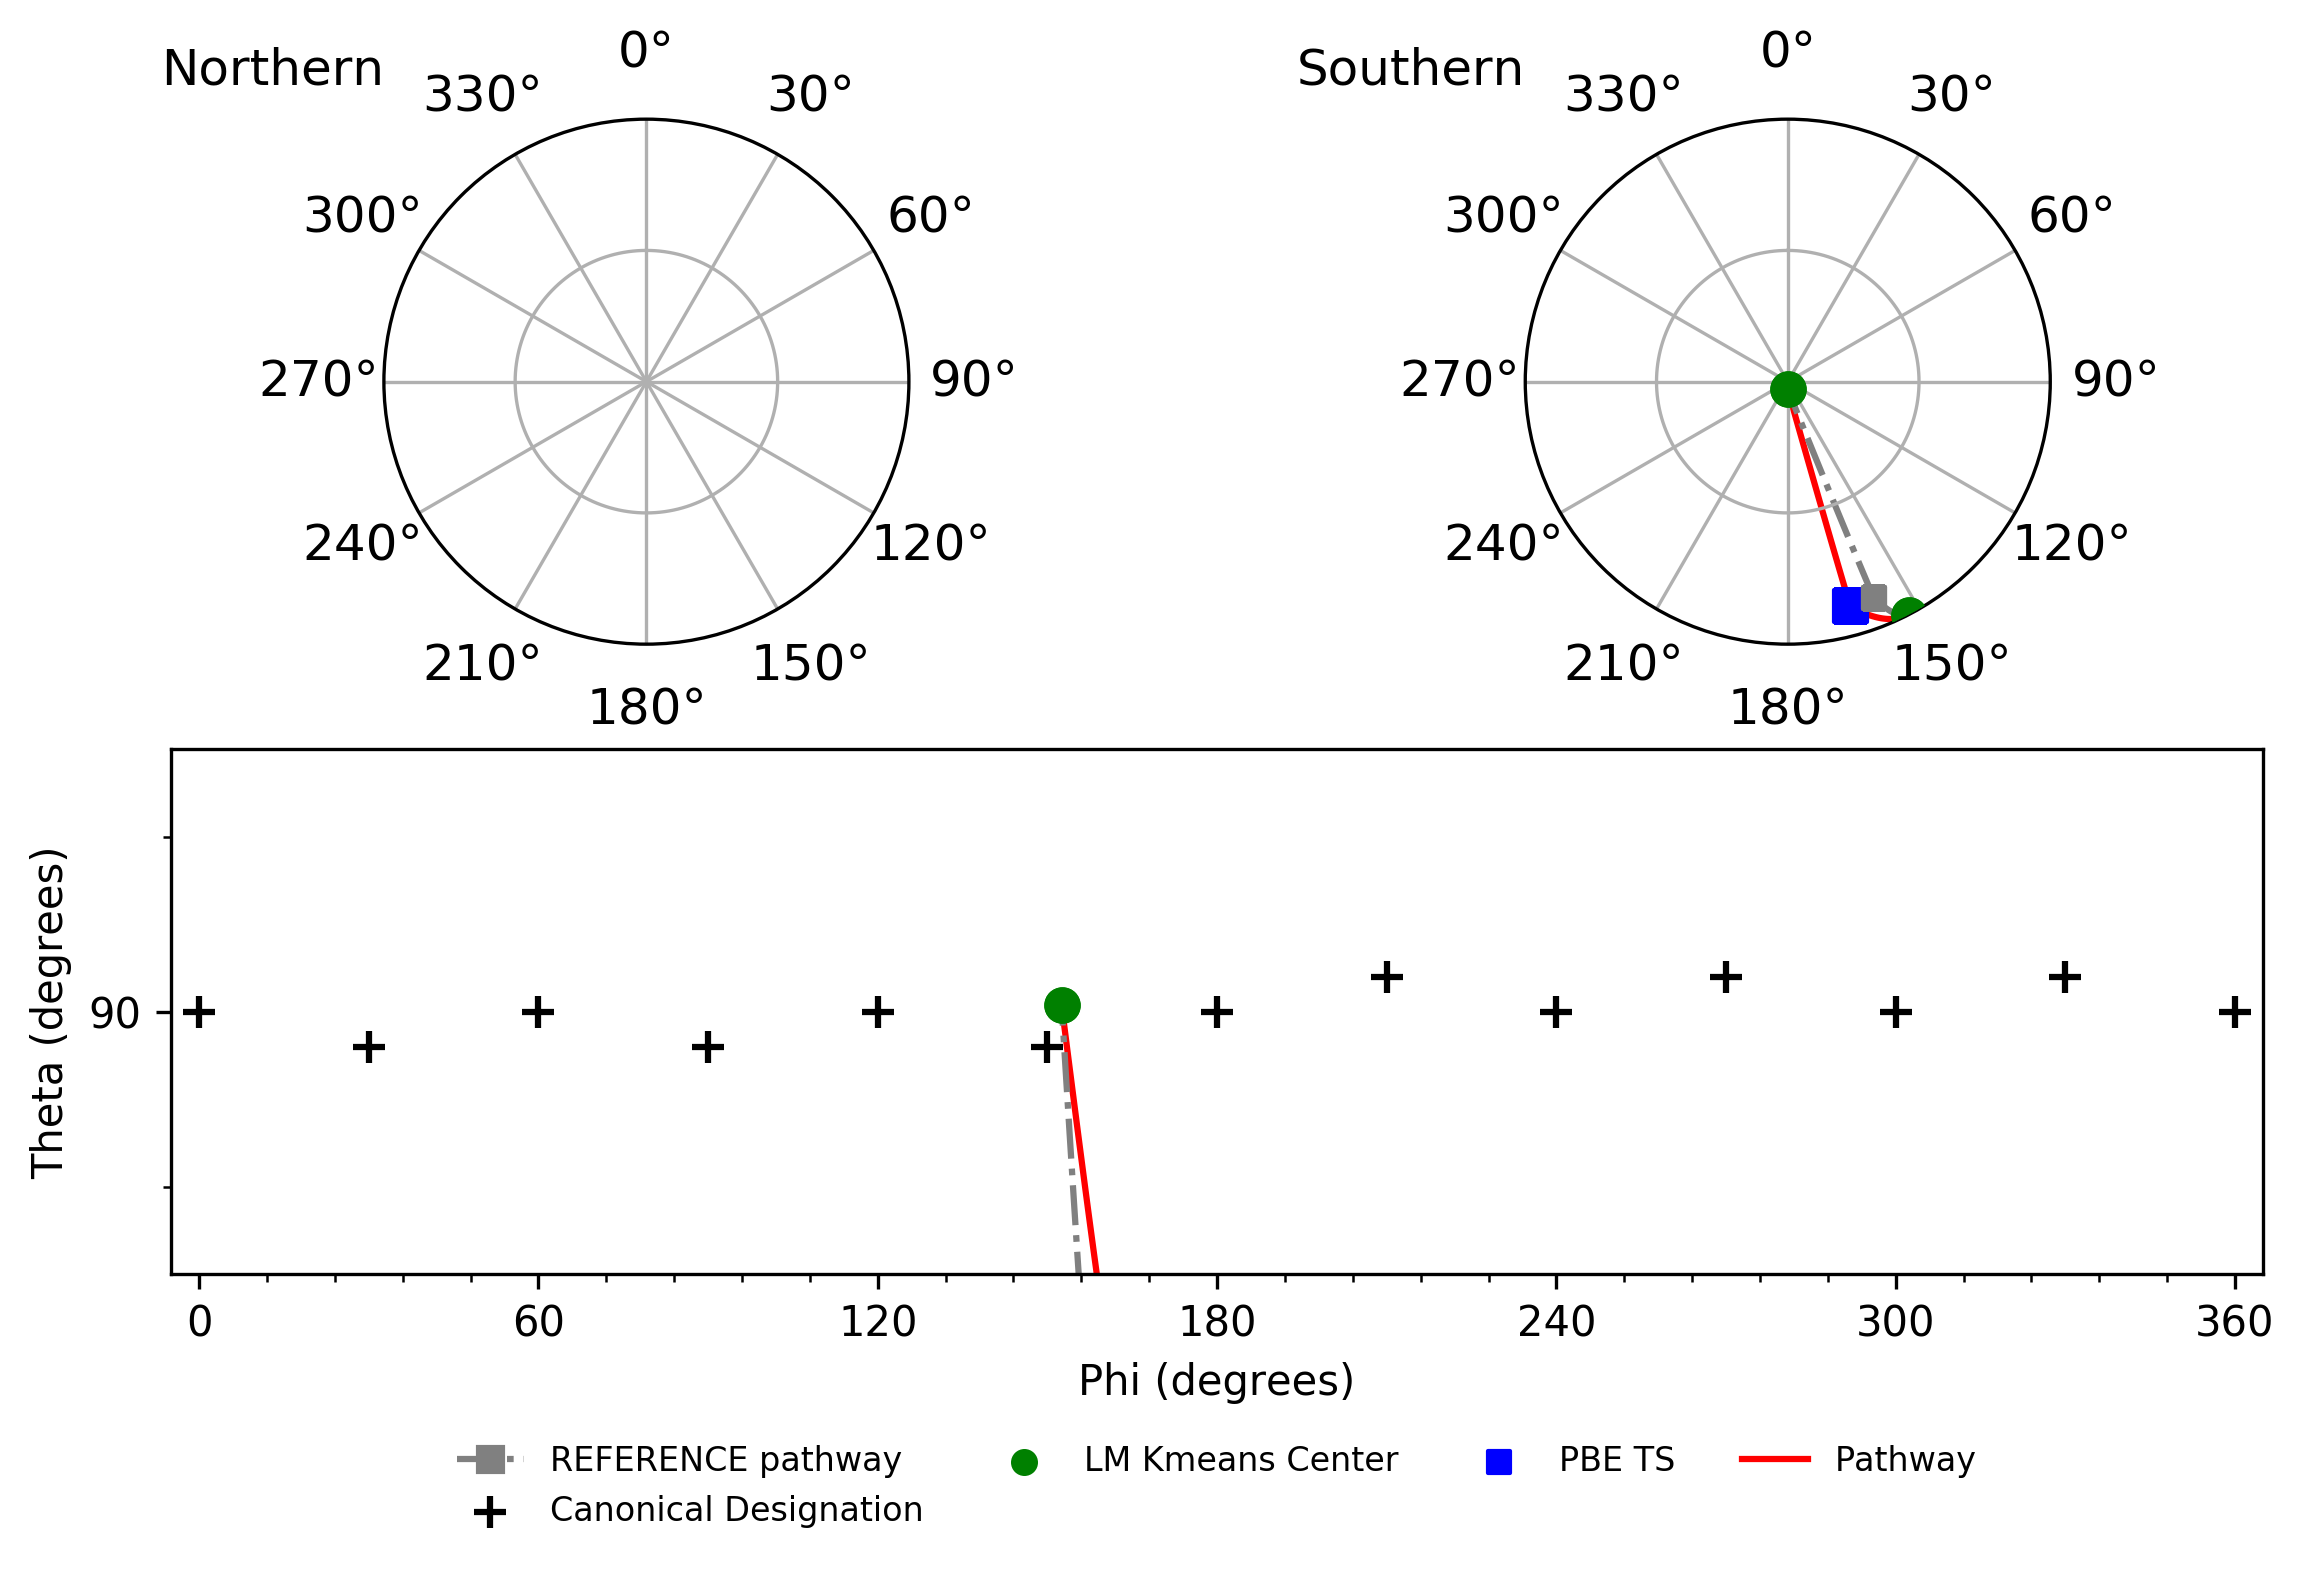 Northern
0°
330°
30°
300°
60°
270°
90°
240°
120°
210°
150°
180°
Southern
0°
330°
30°
300°
60°
270°
90°
240°
120°
210°
150°
180°
Theta (degrees)
90
0 60 120 180 240 300 360
Phi (degrees)
REFERENCE pathway
Canonical Designation
LM Kmeans Center
PBE TS
Pathway